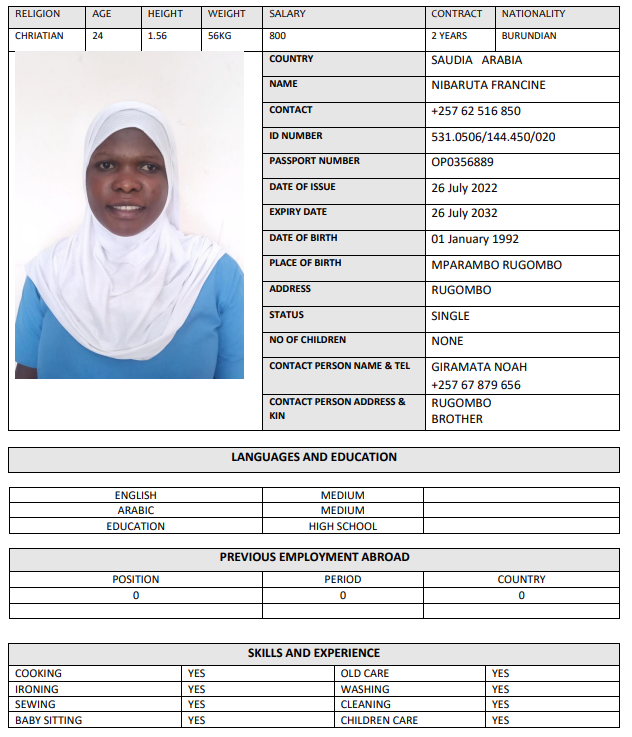 RELIGION AGE HEIGHT WEIGHT SALARY CONTRACT NATIONALITY
CHRIATIAN 24 1.56 56KG 800 2 YEARS BURUNDIAN
COUNTRY SAUDIA ARABIA
NAME NIBARUTA FRANCINE
CONTACT +257 62 516 850
ID NUMBER 531.0506/144.450/020
PASSPORT NUMBER OP0356889
DATE OF ISSUE 26 July 2022
EXPIRY DATE 26 July 2032
DATE OF BIRTH 01 January 1992
PLACE OF BIRTH MPARAMBO RUGOMBO
ADDRESS RUGOMBO
STATUS SINGLE
NO OF CHILDREN NONE
CONTACT PERSON NAME & TEL GIRAMATA NOAH
+257 67 879 656
CONTACT PERSON ADDRESS & RUGOMBO
KIN BROTHER
LANGUAGES AND EDUCATION
ENGLISH MEDIUM
ARABIC MEDIUM
EDUCATION HIGH SCHOOL
PREVIOUS EMPLOYMENT ABROAD
POSITION PERIOD COUNTRY
0 0 0
SKILLS AND EXPERIENCE
COOKING YES OLD CARE YES
IRONING YES WASHING YES
SEWING YES CLEANING YES
BABY SITTING YES CHILDREN CARE YES